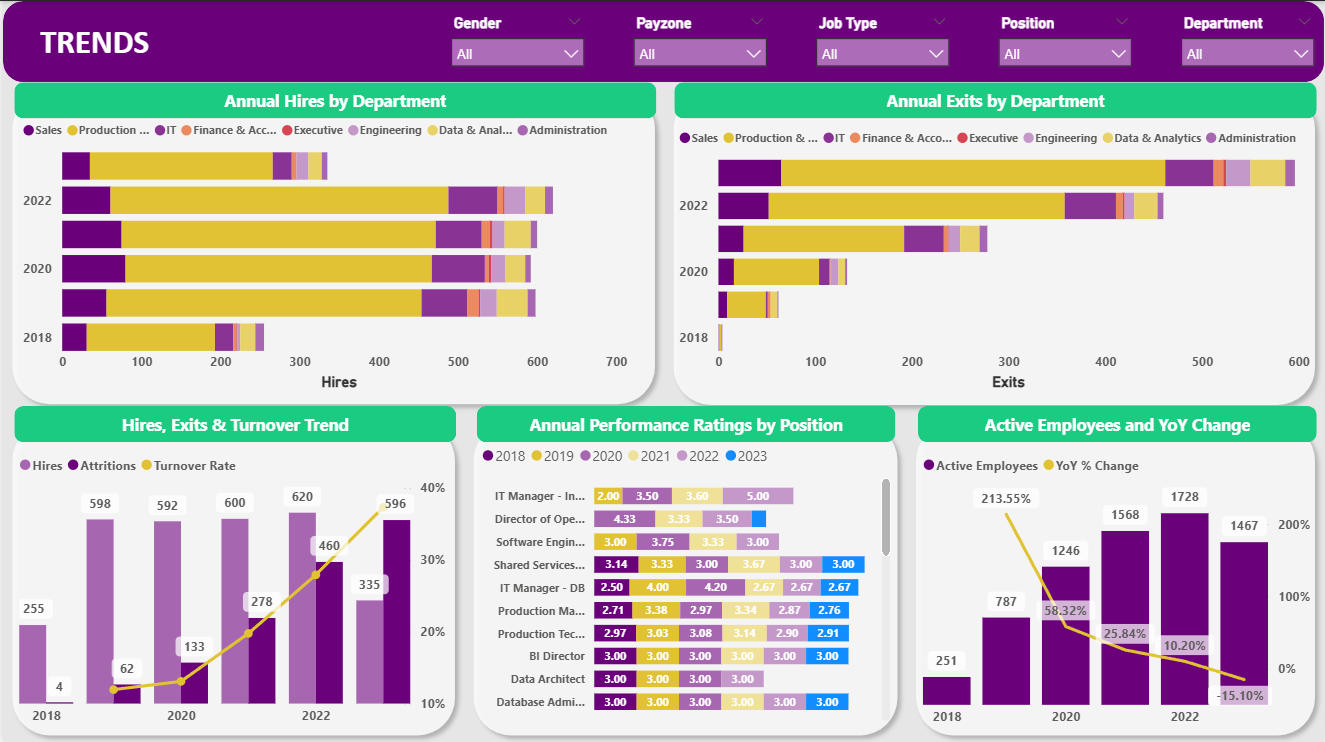 TRENDS
Gender Payzone Job Type Position Department
All All All All All
Annual Hires by Department
Sales Production ... IT Finance & Acc... Executive Engineering Data & Anal... Administration
2022
2020
2018
0 100 200 300 400 500 600 700
Hires
Annual Exits by Department
Sales Production & ... IT Finance & Acco... Executive Engineering Data & Analytics Administration
2022
2020
2018
0 100 200 300 400 500 600
Exits
Hires, Exits & Turnover Trend
Hires Attritions Turnover Rate
40%
598 592 600 620 596
460 30%
335
255 278
20%
133
62
4
10%
2018 2020 2022
Annual Performance Ratings by Position
2018 2019 2020 2021 2022 2023
IT Manager - In... 2.00 3.50 3.60 5.00
Director of Ope... 4.33 3.33 3.50
Software Engin... 3.00 3.75 3.33 3.00
Shared Services... 3.14 3.33 3.00 3.67 3.00 3.00
IT Manager - DB 2.50 4.00 4.20 2.67 2.67 2.67
Production Ma... 2.71 3.38 2.97 3.34 2.87 2.76
Production Tec... 2.97 3.03 3.08 3.14 2.90 2.91
BI Director 3.00 3.00 3.00 3.00 3.00 3.00
Data Architect 3.00 3.00 3.00 3.00
Database Admi... 3.00 3.00 3.00 3.00 3.00 3.00
Active Employees and YoY Change
Active Employees YoY % Change
213.55% 1728
1568 1467 200%
1246
787 58.32% 100%
25.84%
10.20%
251 0%
-15.10%
2018 2020 2022